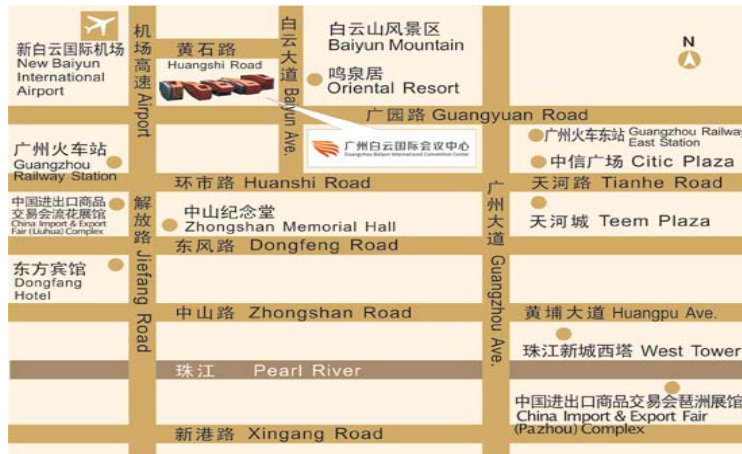 新白云国际机场
New Baiyun
International
Airport
机场高速 Airport
黄石路
Huangshi Road
白云大道 Baiyun Ave.
白云山风景区
Baiyun Mountain
鸣泉居
Oriental Resort
N
广园路 Guangyuan Road
广州白云国际会议中心
Guangzhou Baiyun International Convention Center
广州火车站
Guangzhou
Railway Station
广州火车东站 Guangzhou Railway
East Station
中信广场 Citic Plaza
环市路 Huanshi Road
天河路 Tianhe Road
中国进出口商品
交易会流花展馆
China Import & Export
Fair (Liuhua) Complex
解放路 Jiefang Road
中山纪念堂
Zhongshan Memorial Hall
广州大道 Guangzhou Ave.
天河城 Teem Plaza
东风路 Dongfeng Road
东方宾馆
Dongfang
Hotel
中山路 Zhongshan Road
黄埔大道 Huangpu Ave.
珠江新城西塔 West Tower
珠江 Pearl River
中国进出口商品交易会琶洲展馆
China Import & Export Fair
(Pazhou) Complex
新港路 Xingang Road